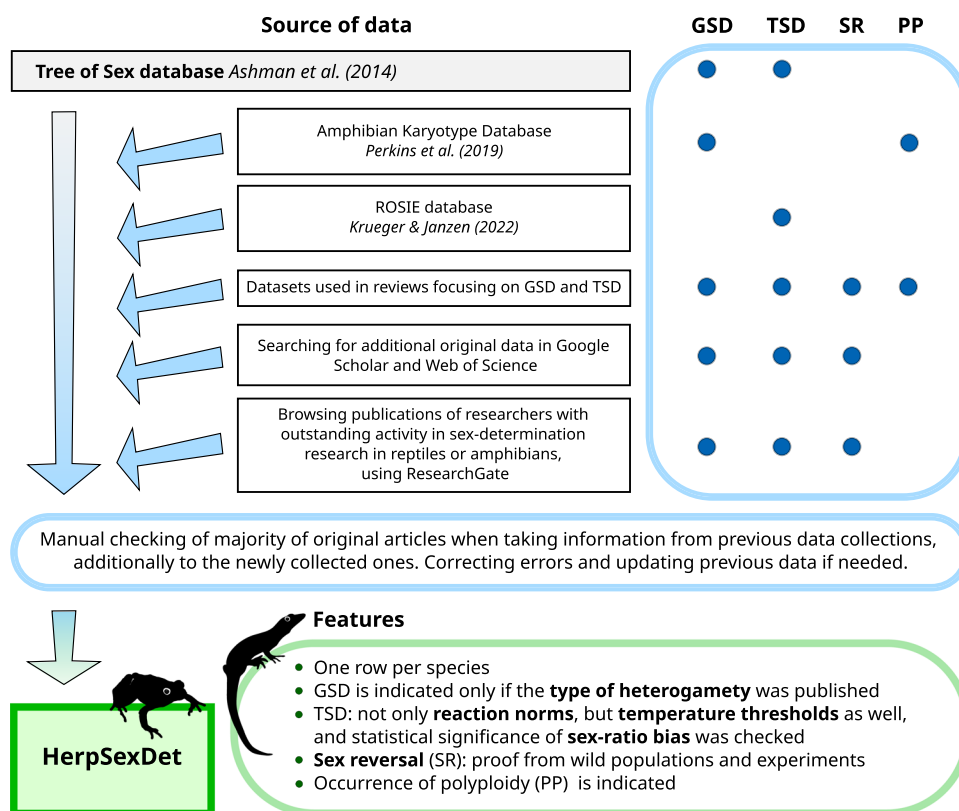 Source of data
GSD TSD SR PP
Tree of Sex database Ashman et al. (2014)
Amphibian Karyotype Database
Perkins et al. (2019)
ROSIE database
Krueger & Janzen (2022)
Datasets used in reviews focusing on GSD and TSD
Searching for additional original data in Google
Scholar and Web of Science
Browsing publications of researchers with
outstanding activity in sex-determination
research in reptiles or amphibians,
using ResearchGate
Manual checking of majority of original articles when taking information from previous data collections,
additionally to the newly collected ones. Correcting errors and updating previous data if needed.
Features
• One row per species
• GSD is indicated only if the type of heterogamety was published
• TSD: not only reaction norms, but temperature thresholds as well,
and statistical significance of sex-ratio bias was checked
• Sex reversal (SR): proof from wild populations and experiments
• Occurrence of polyploidy (PP) is indicated
HerpSexDet